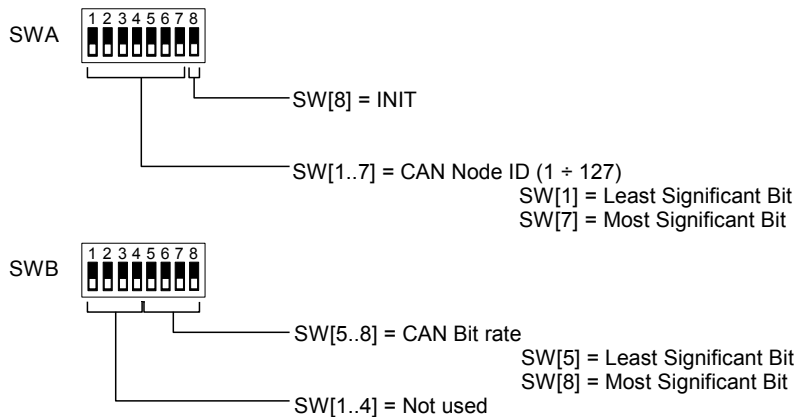 1 2 3 4 5 6 7 8
SWA
SW[8] = INIT
SW[1..7] = CAN Node ID (1 ÷ 127)
SW[1] = Least Significant Bit
SW[7] = Most Significant Bit
1 2 3 4 5 6 7 8
SWB
SW[5..8] = CAN Bit rate
SW[5] = Least Significant Bit
SW[8] = Most Significant Bit
SW[1..4] = Not used